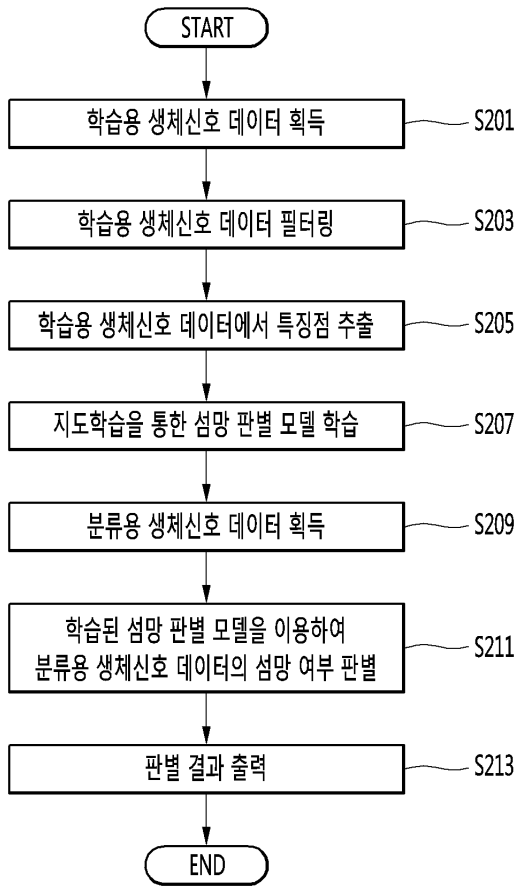 START
학습용 생체신호 데이터 획득
S201
학습용 생체신호 데이터 필터링
S203
학습용 생체신호 데이터에서 특징점 추출
S205
지도학습을 통한 섬망 판별 모델 학습
S207
분류용 생체신호 데이터 획득
S209
학습된 섬망 판별 모델을 이용하여
분류용 생체신호 데이터의 섬망 여부 판별
S211
판별 결과 출력
S213
END